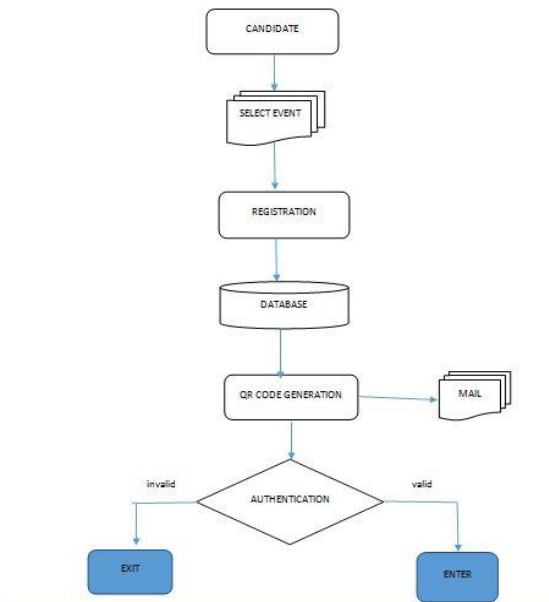 CANDIDATE
SELECT EVENT
REGISTRATION
DATABASE
QR CODE GENERATION
MAIL
invalid
valid
AUTHENTICATION
EXIT
ENTER